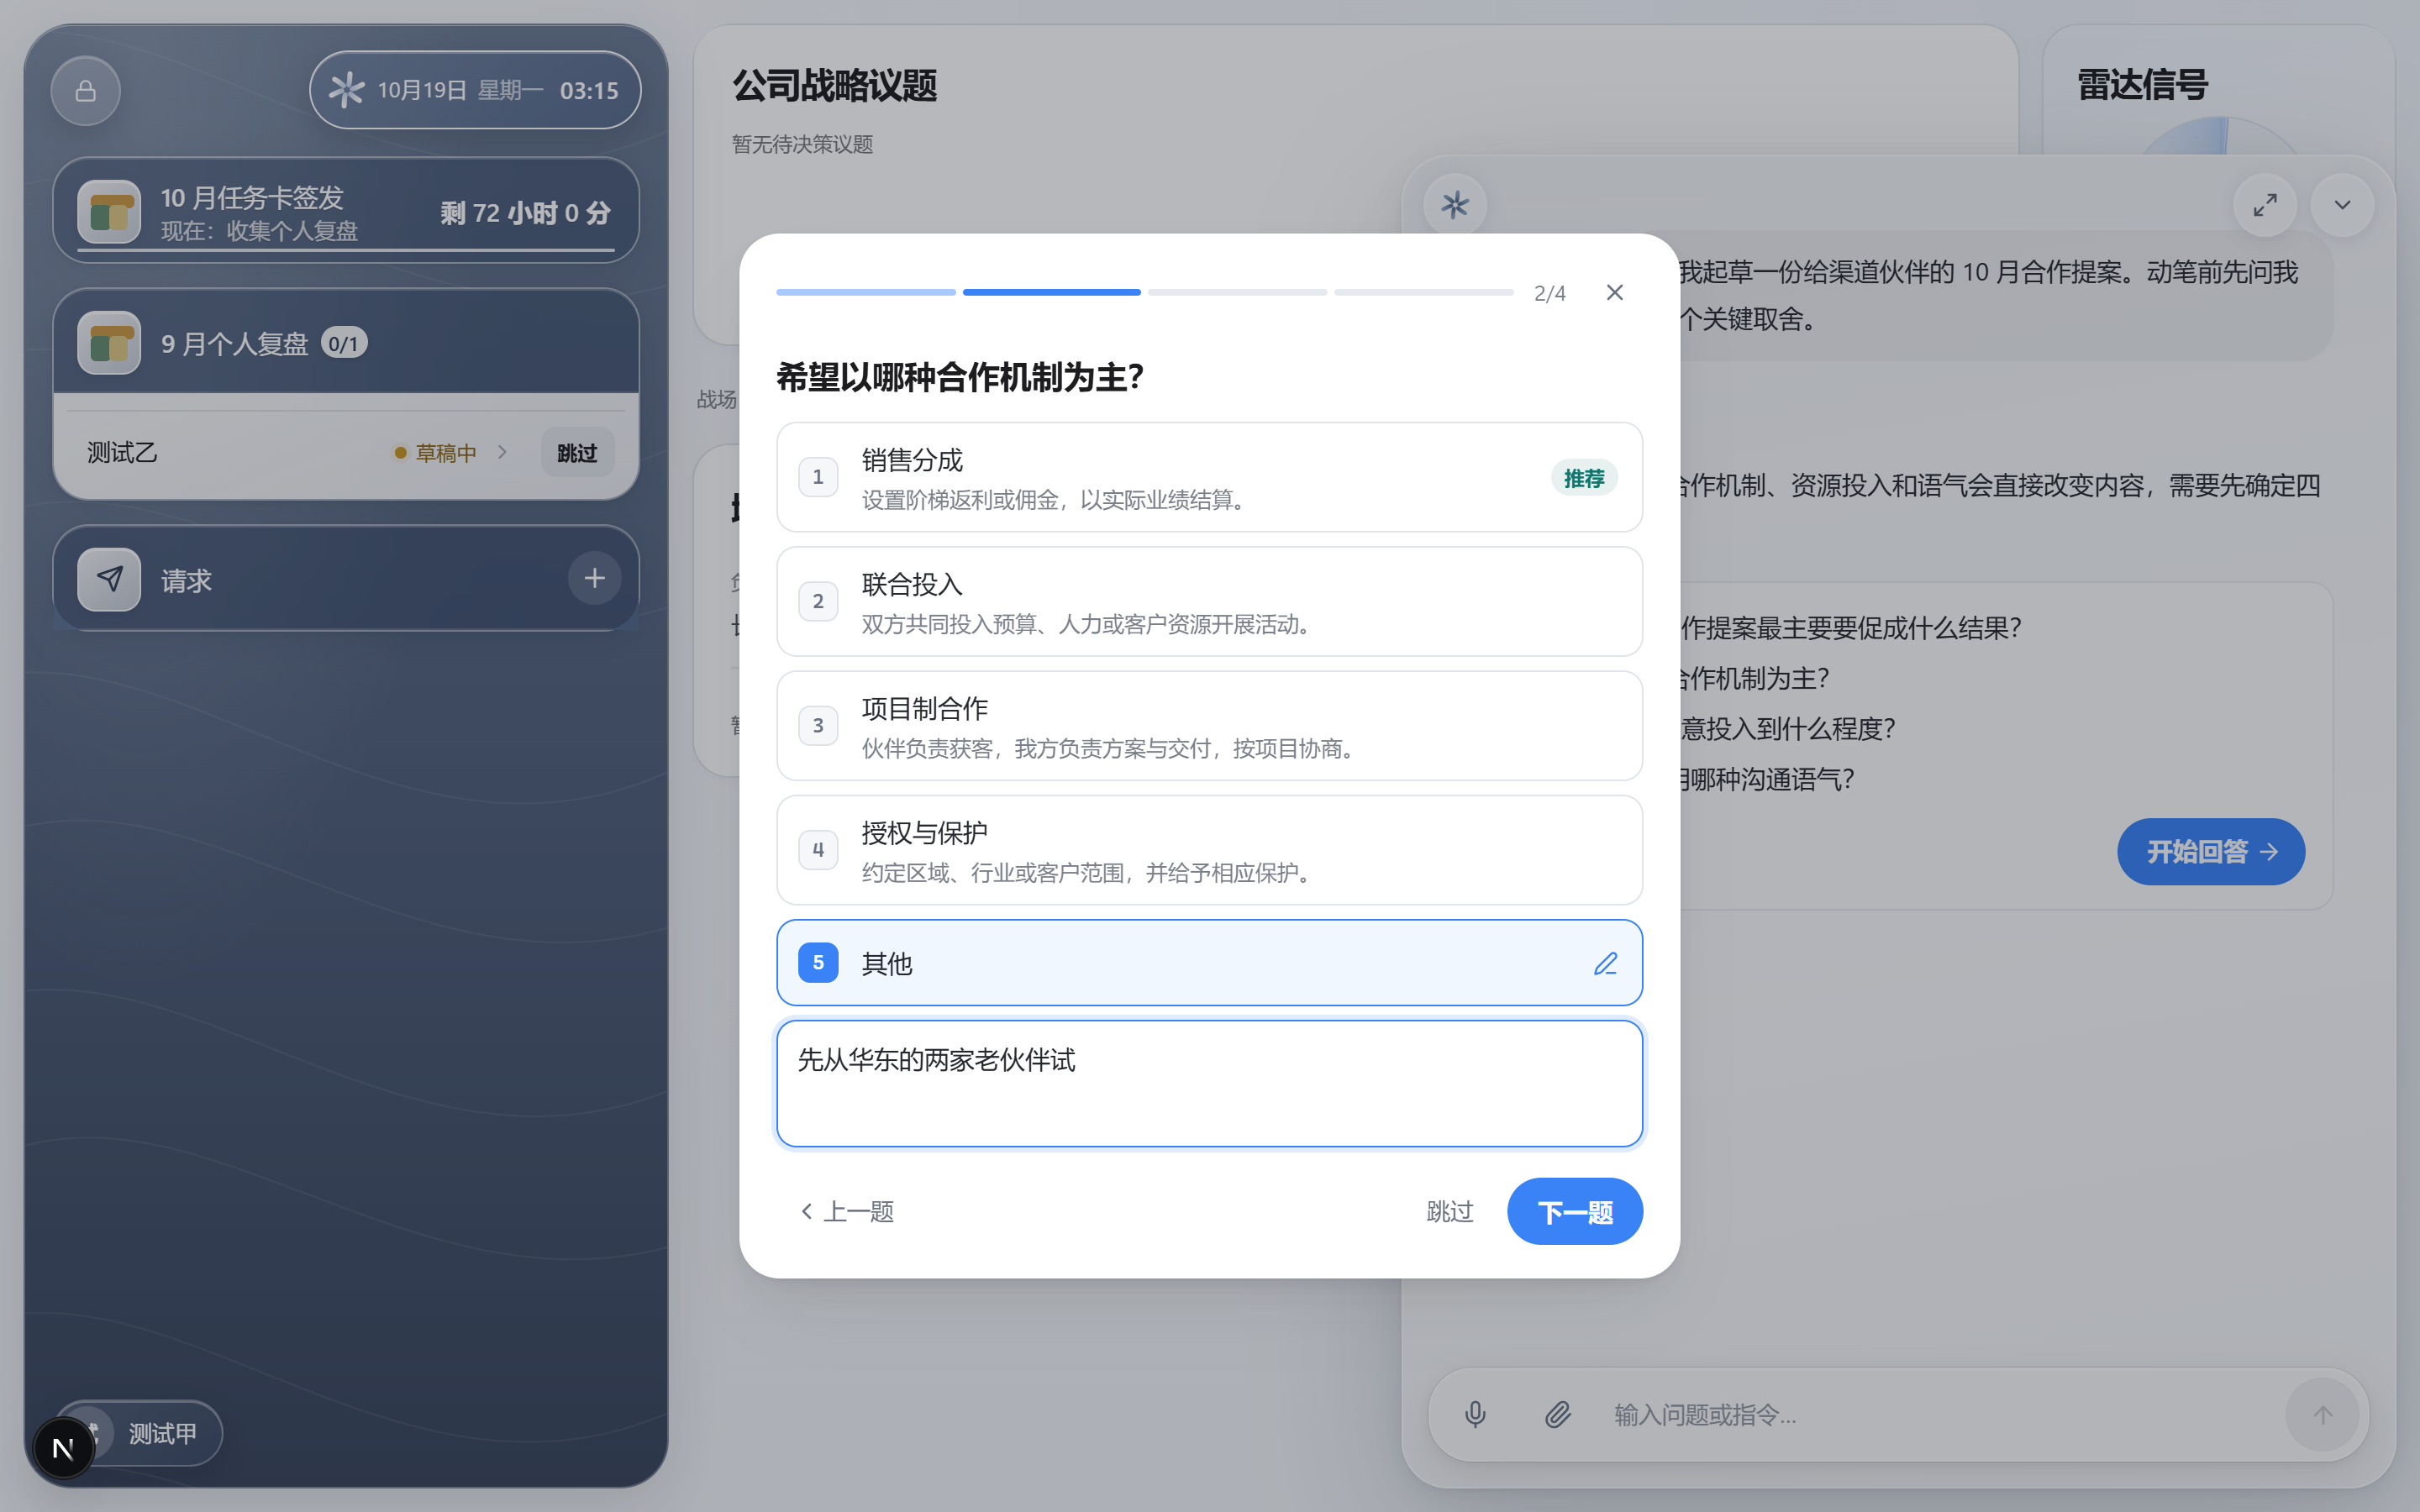 10月19日 星期一 03:15
10 月任务卡签发
现在：收集个人复盘
剩 72 小时 0 分
9 月个人复盘 0/1
测试乙
草稿中
跳过
请求
测试甲
N
公司战略议题
暂无待决策议题
战场
雷达信号
我起草一份给渠道伙伴的 10 月合作提案。动笔前先问我
个关键取舍。
合作机制、资源投入和语气会直接改变内容，需要先确定四
作提案最主要要促成什么结果？
合作机制为主？
意投入到什么程度？
用哪种沟通语气？
开始回答
输入问题或指令...
2/4
希望以哪种合作机制为主？
1
销售分成
设置阶梯返利或佣金，以实际业绩结算。
推荐
2
联合投入
双方共同投入预算、人力或客户资源开展活动。
3
项目制合作
伙伴负责获客，我方负责方案与交付，按项目协商。
4
授权与保护
约定区域、行业或客户范围，并给予相应保护。
5
其他
先从华东的两家老伙伴试
上一题
跳过
下一题